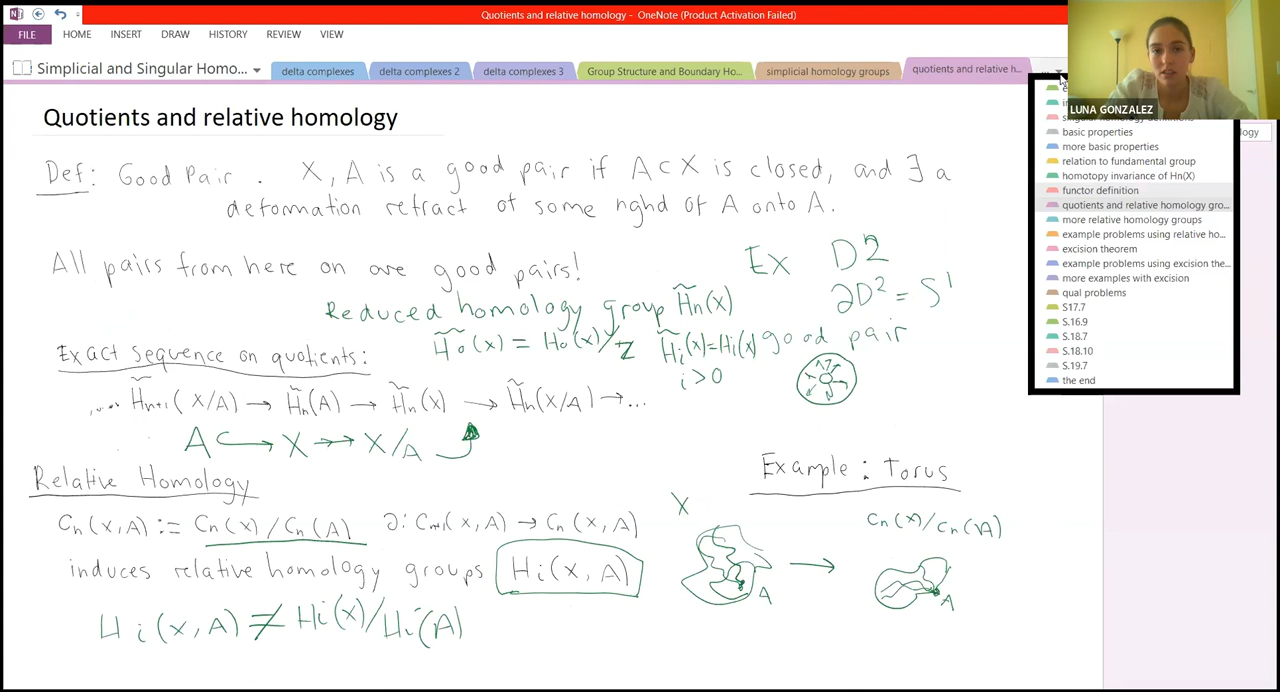 Quotients and relative homology - OneNote (Product Activation Failed)
FILE HOME INSERT DRAW HISTORY REVIEW VIEW
Simplicial and Singular Homo...
delta complexes
delta complexes 2
delta complexes 3
Group Structure and Boundary Ho...
simplicial homology groups
quotients and relative h...
LUNA GONZALEZ
basic properties
more basic properties
relation to fundamental group
homotopy invariance of Hn(X)
functor definition
quotients and relative homology gro...
more relative homology groups
example problems using relative ho...
excision theorem
example problems using excision the...
more examples with excision
qual problems
S17.7
S.16.9
S.18.7
S.18.10
S.19.7
the end
Quotients and relative homology
Def: Good Pair. X, A is a good pair if A⊂X is closed, and ∃ a
deformation retract of some nghd of A onto A.
All pairs from here on are good pairs!
Ex D2
∂D² = S¹
good pair
Reduced homology group H̃n(x)
H̃o(x) = Ho(x)/ℤ H̃i(x)=Hi(x)
i>0
Exact sequence on quotients:
... H̃n+1(X/A) → H̃n(A) → H̃n(X) → H̃n(X/A) → ...
A ↪ X ↠ X/A
Relative Homology
Cn(X,A) := Cn(X)/Cn(A) ∂: Cn+1(X,A) → Cn(X,A)
induces relative homology groups Hi(X,A)
Hi(X,A) ≠ Hi(X)/Hi(A)
Example: Torus
X
A
→
Cn(X)/Cn(A)
A